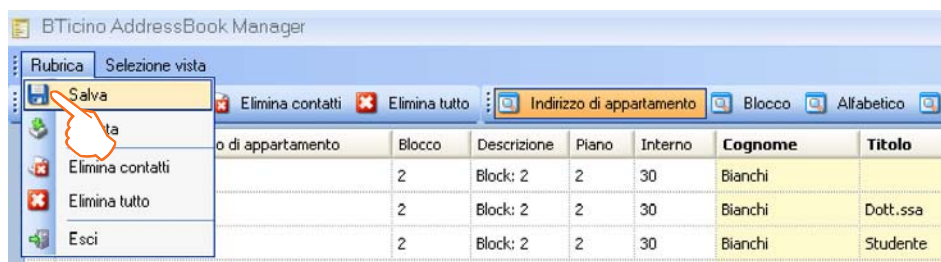 BTicino AddressBook Manager
Rubrica Selezione vista
Salva
Elimina contatti Elimina tutto Indirizzo di appartamento Blocco Alfabetico
ta
o di appartamento Blocco Descrizione Piano Interno Cognome Titolo
Elimina contatti
2 Block: 2 2 30 Bianchi
Elimina tutto
2 Block: 2 2 30 Bianchi Dott.ssa
Esci
2 Block: 2 2 30 Bianchi Studente